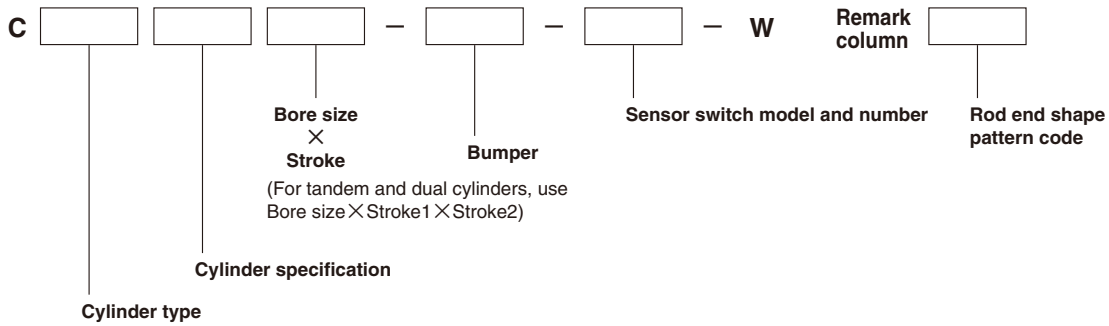 C – – – W Remark
column
Bore size
×
Stroke
(For tandem and dual cylinders, use
Bore size×Stroke1×Stroke2)
Bumper
Sensor switch model and number
Rod end shape
pattern code
Cylinder specification
Cylinder type